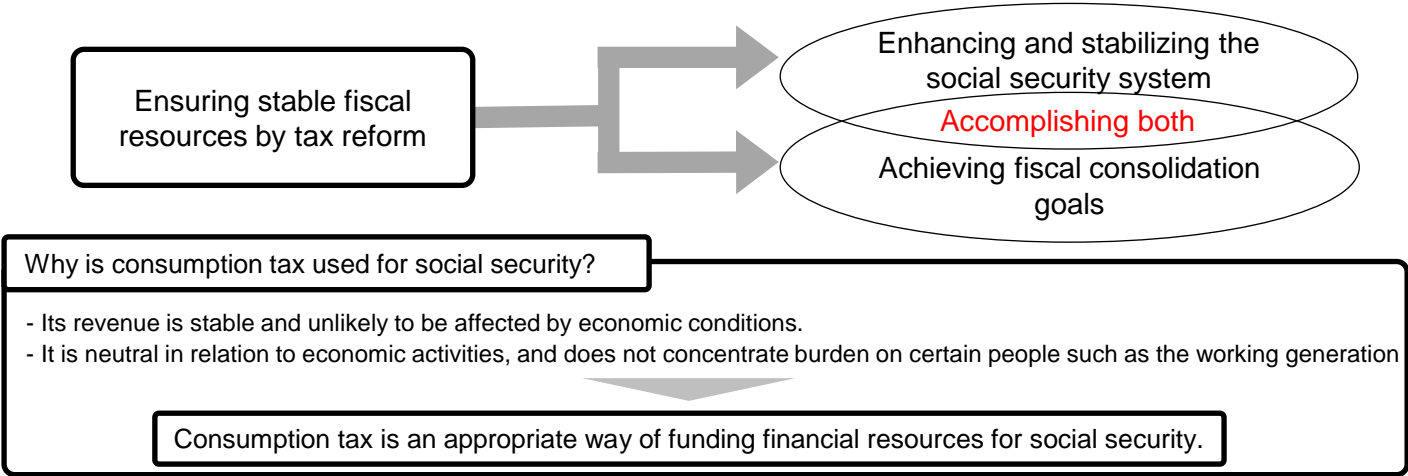 Ensuring stable fiscal
resources by tax reform
Enhancing and stabilizing the
social security system
Accomplishing both
Achieving fiscal consolidation
goals
Why is consumption tax used for social security?
- Its revenue is stable and unlikely to be affected by economic conditions.
- It is neutral in relation to economic activities, and does not concentrate burden on certain people such as the working generation
Consumption tax is an appropriate way of funding financial resources for social security.